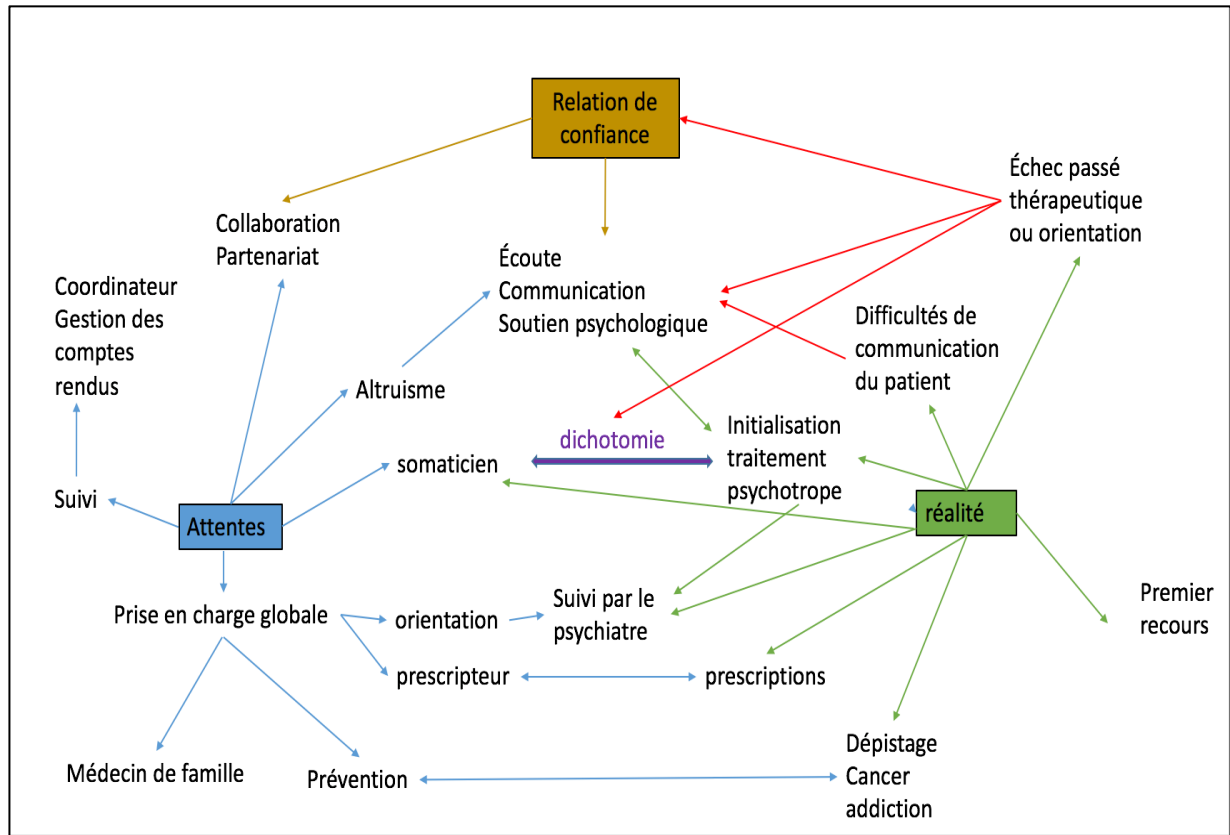 Relation de
confiance
Échec passé
thérapeutique
ou orientation
Collaboration
Partenariat
Écoute
Communication
Soutien psychologique
Coordinateur
Gestion des
comptes
rendus
Difficultés de
communication
du patient
Altruisme
Initialisation
traitement
psychotrope
dichotomie
somaticien
Suivi
Attentes
réalité
Prise en charge globale
orientation
Suivi par le
psychiatre
Premier
recours
prescripteur
prescriptions
Médecin de famille
Prévention
Dépistage
Cancer
addiction